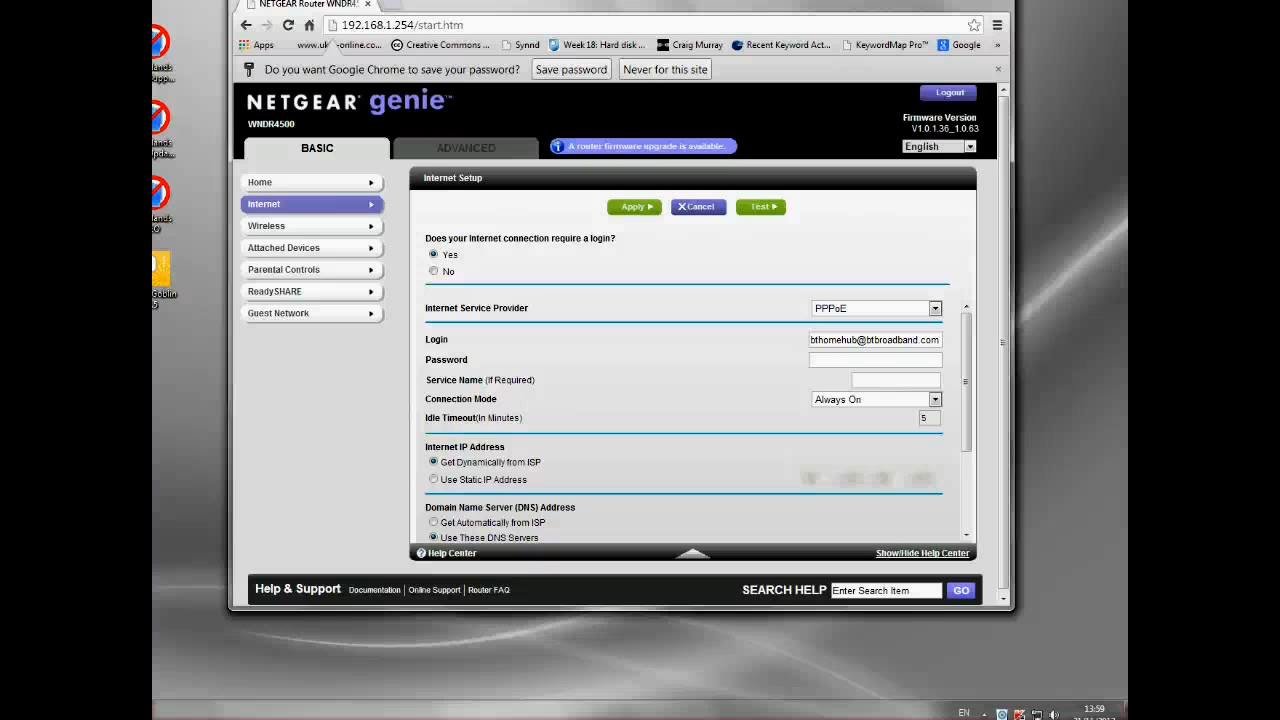 NETGEAR Router WNDR4
192.168.1.254/start.htm
Apps www.uk-online.co... Creative Commons ... Synnd Week 18: Hard disk ... Craig Murray Recent Keyword Act... KeywordMap Pro™ Google »
Do you want Google Chrome to save your password? Save password Never for this site
NETGEAR genie™
Logout
WNDR4500
Firmware Version
V1.0.1.36_1.0.63
BASIC ADVANCED A router firmware upgrade is available. English
Home
Internet
Wireless
Attached Devices
Parental Controls
ReadySHARE
Guest Network
Internet Setup
Apply Cancel Test
Does your Internet connection require a login?
Yes
No
Internet Service Provider PPPoE
Login bthomehub@btbroadband.com
Password
Service Name (If Required)
Connection Mode Always On
Idle Timeout(In Minutes) 5
Internet IP Address
Get Dynamically from ISP
Use Static IP Address
Domain Name Server (DNS) Address
Get Automatically from ISP
Use These DNS Servers
Help Center Show/Hide Help Center
Help & Support Documentation | Online Support | Router FAQ SEARCH HELP Enter Search Item GO
EN 13:59